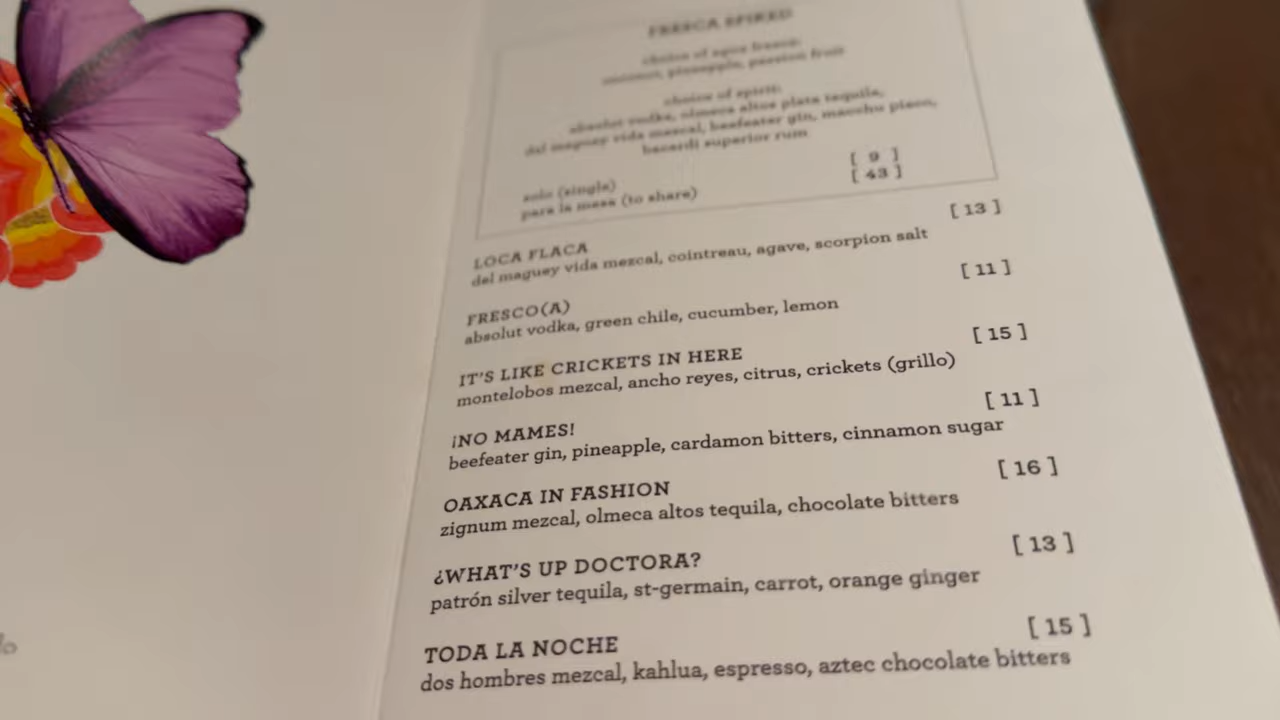 FRESCA SPIKED
choice of agua fresca:
coconut, pineapple, passion fruit
choice of spirit:
absolut vodka, olmeca altos plata tequila,
del maguey vida mezcal, beefeater gin, macchu pisco,
bacardi superior rum
solo (single) [ 9 ]
para la mesa (to share) [ 43 ]
LOCA FLACA [ 13 ]
del maguey vida mezcal, cointreau, agave, scorpion salt
FRESCO(A) [ 11 ]
absolut vodka, green chile, cucumber, lemon
IT'S LIKE CRICKETS IN HERE [ 15 ]
montelobos mezcal, ancho reyes, citrus, crickets (grillo)
¡NO MAMES! [ 11 ]
beefeater gin, pineapple, cardamon bitters, cinnamon sugar
OAXACA IN FASHION [ 16 ]
zignum mezcal, olmeca altos tequila, chocolate bitters
¿WHAT'S UP DOCTORA? [ 13 ]
patrón silver tequila, st-germain, carrot, orange ginger
TODA LA NOCHE [ 15 ]
dos hombres mezcal, kahlua, espresso, aztec chocolate bitters